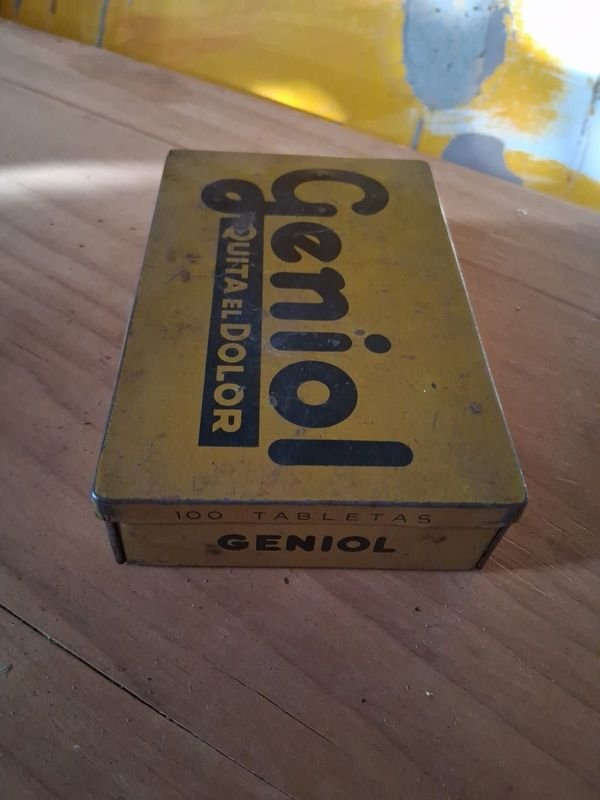 Geniol
QUITA EL DOLOR
100 TABLETAS
GENIOL